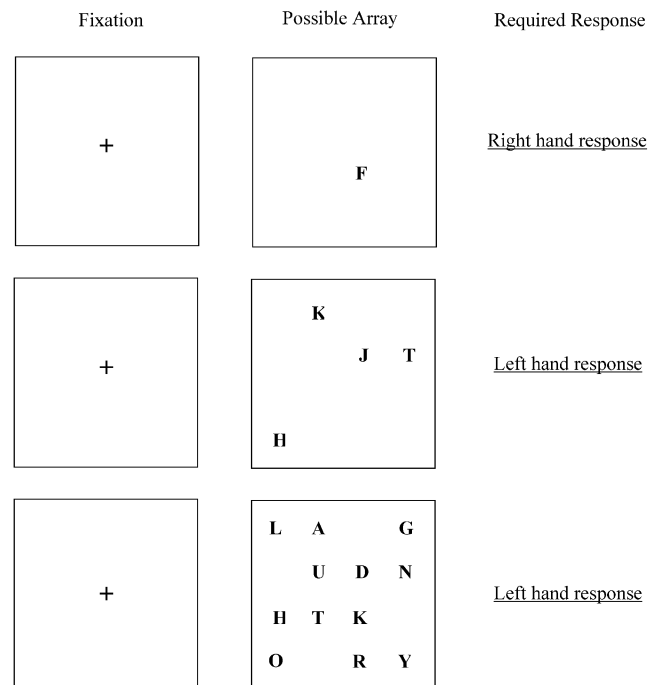 Fixation Possible Array Required Response
+ F Right hand response
K
+ J T Left hand response
H
L A G
U D N
+ H T K Left hand response
O R Y